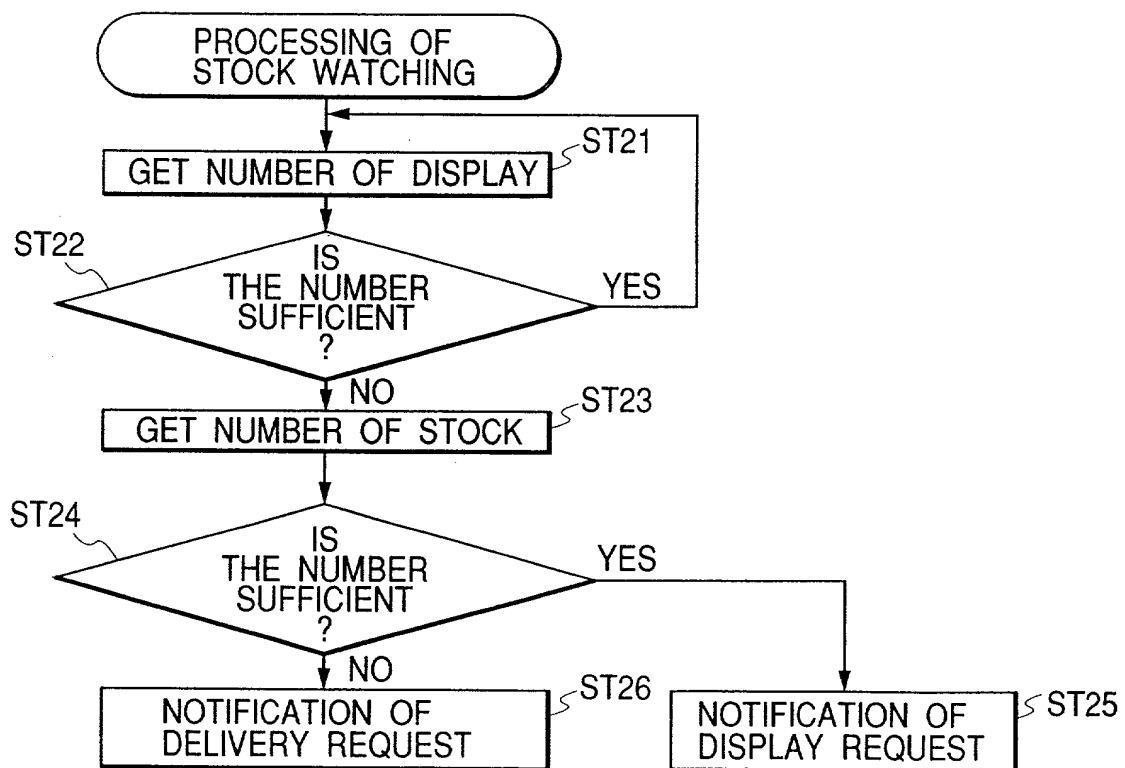 PROCESSING OF
STOCK WATCHING
ST21
GET NUMBER OF DISPLAY
ST22
IS
THE NUMBER
SUFFICIENT
?
YES
NO
ST23
GET NUMBER OF STOCK
ST24
IS
THE NUMBER
SUFFICIENT
?
YES
NO
ST26
NOTIFICATION OF
DELIVERY REQUEST
ST25
NOTIFICATION OF
DISPLAY REQUEST